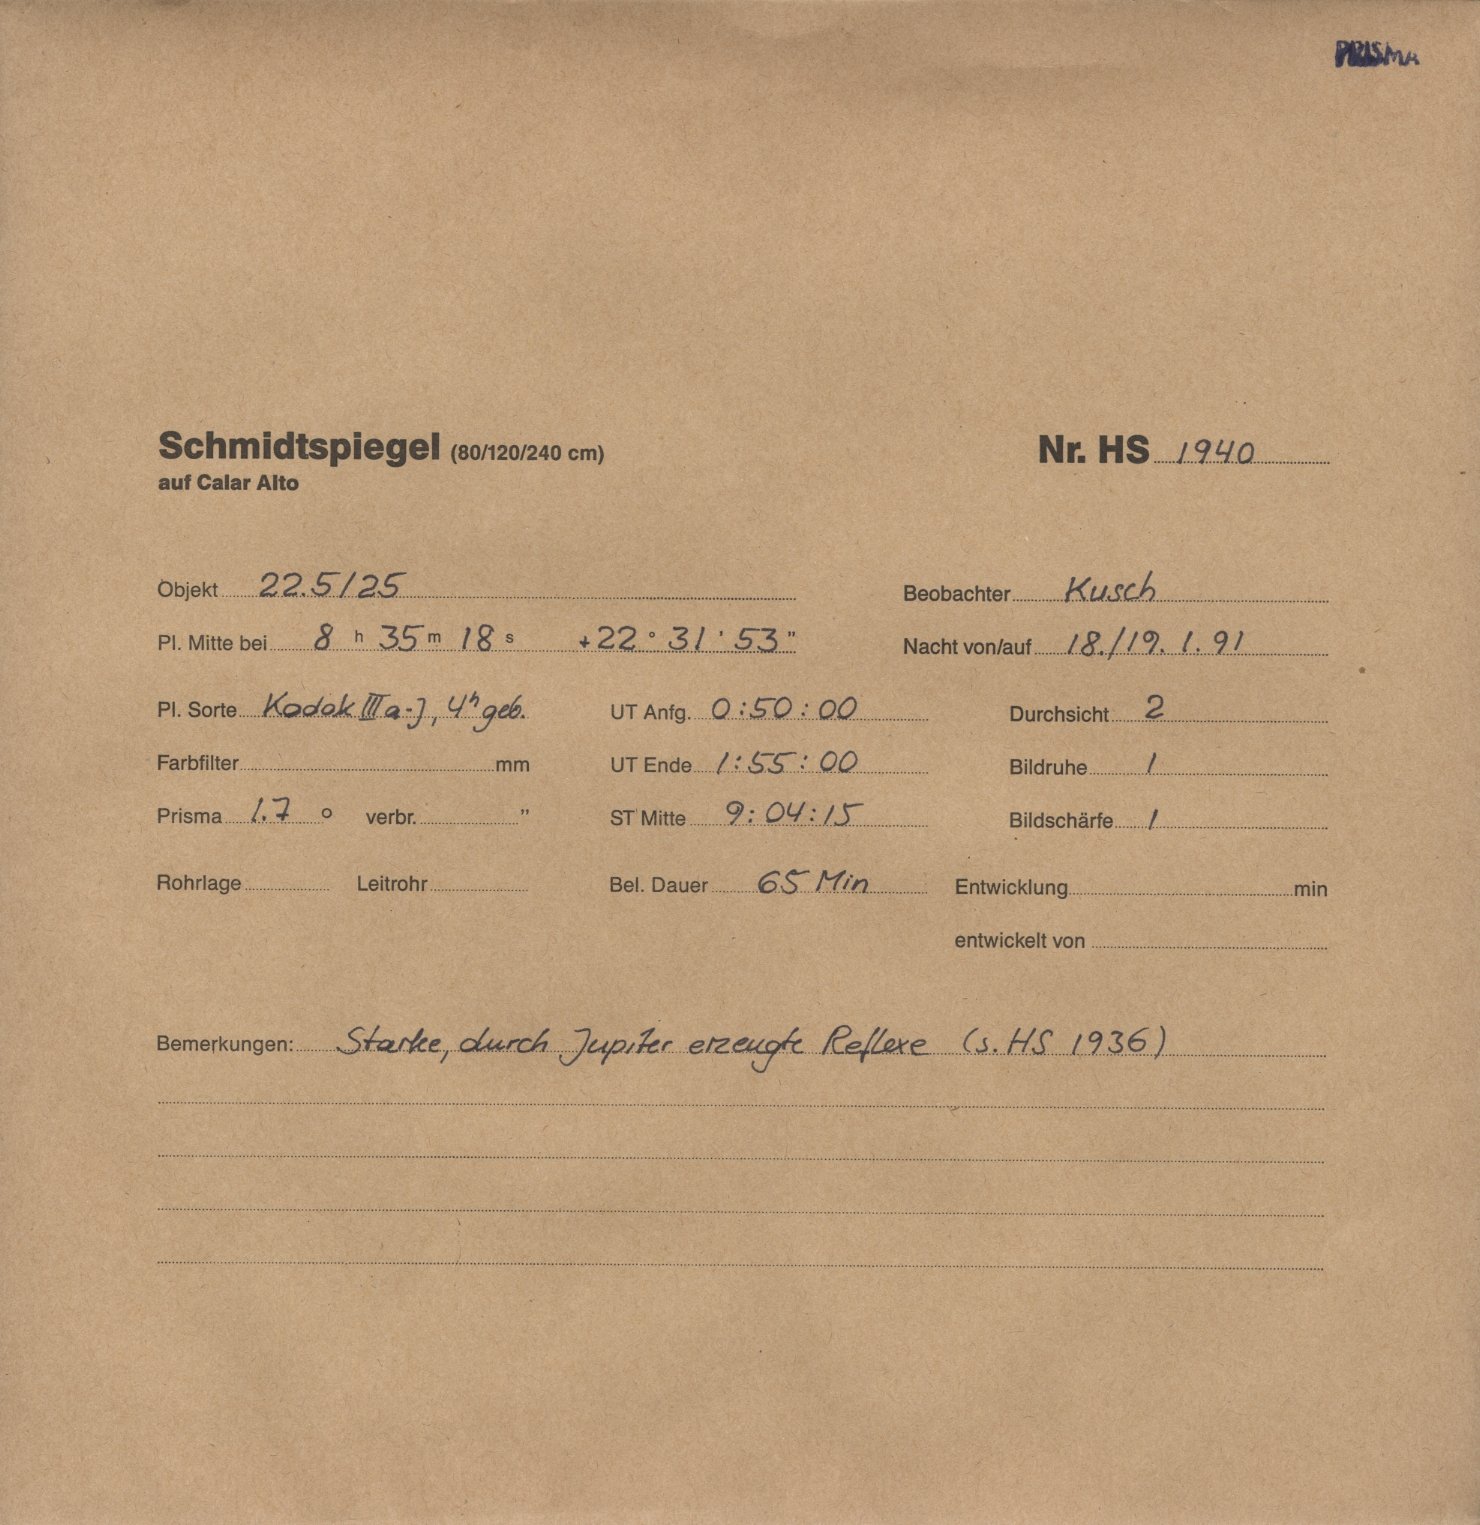 PRISMA
Schmidtspiegel (80/120/240 cm) Nr. HS 1940
auf Calar Alto
Objekt 22.5/25 Beobachter Kusch
Pl. Mitte bei 8 h 35 m 18 s +22° 31' 53" Nacht von/auf 18./19. 1. 91
Pl. Sorte Kodak IIIa-J, 4h geb. UT Anfg. 0:50:00 Durchsicht 2
Farbfilter mm UT Ende 1:55:00 Bildruhe 1
Prisma 1.7 ° verbr. " ST Mitte 9:04:15 Bildschärfe 1
Rohrlage Leitrohr Bel. Dauer 65 Min Entwicklung min
entwickelt von
Bemerkungen: Starke, durch Jupiter erzeugte Reflexe (s. HS 1936)